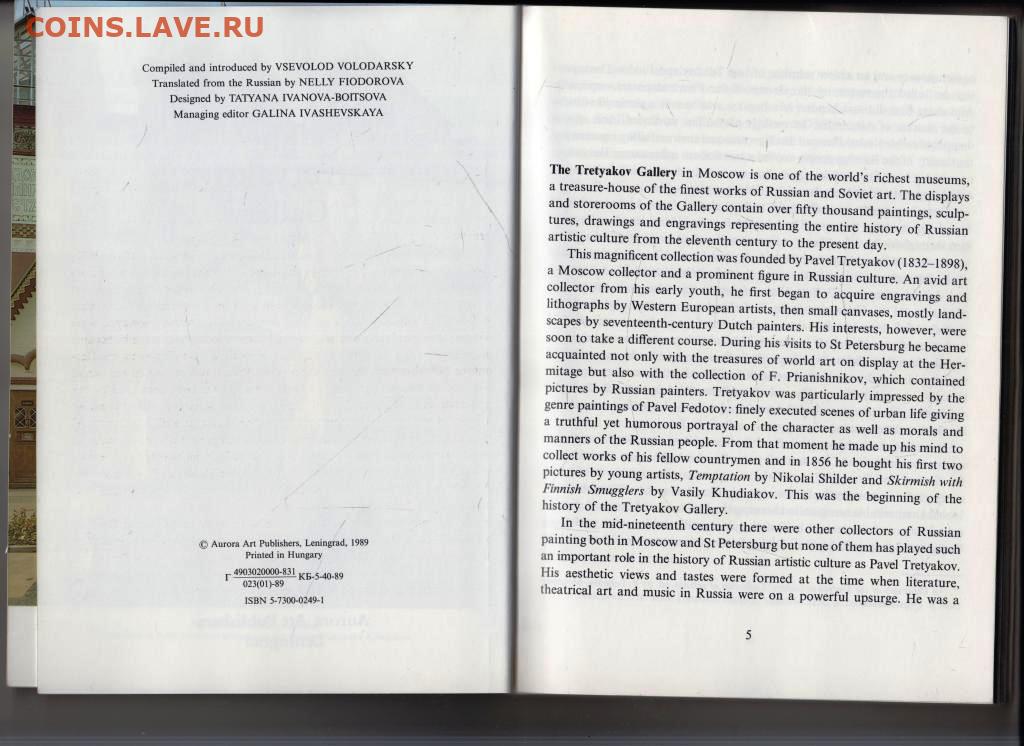 COINS.LAVE.RU
Compiled and introduced by VSEVOLOD VOLODARSKY
Translated from the Russian by NELLY FIODOROVA
Designed by TATYANA IVANOVA-BOITSOVA
Managing editor GALINA IVASHEVSKAYA
© Aurora Art Publishers, Leningrad, 1989
Printed in Hungary
Г 4903020000-831 КБ-5-40-89
023(01)-89
ISBN 5-7300-0249-1
The Tretyakov Gallery in Moscow is one of the world's richest museums,
a treasure-house of the finest works of Russian and Soviet art. The displays
and storerooms of the Gallery contain over fifty thousand paintings, sculp-
tures, drawings and engravings representing the entire history of Russian
artistic culture from the eleventh century to the present day.
This magnificent collection was founded by Pavel Tretyakov (1832–1898),
a Moscow collector and a prominent figure in Russian culture. An avid art
collector from his early youth, he first began to acquire engravings and
lithographs by Western European artists, then small canvases, mostly land-
scapes by seventeenth-century Dutch painters. His interests, however, were
soon to take a different course. During his visits to St Petersburg he became
acquainted not only with the treasures of world art on display at the Her-
mitage but also with the collection of F. Prianishnikov, which contained
pictures by Russian painters. Tretyakov was particularly impressed by the
genre paintings of Pavel Fedotov: finely executed scenes of urban life giving
a truthful yet humorous portrayal of the character as well as morals and
manners of the Russian people. From that moment he made up his mind to
collect works of his fellow countrymen and in 1856 he bought his first two
pictures by young artists, Temptation by Nikolai Shilder and Skirmish with
Finnish Smugglers by Vasily Khudiakov. This was the beginning of the
history of the Tretyakov Gallery.
In the mid-nineteenth century there were other collectors of Russian
painting both in Moscow and St Petersburg but none of them has played such
an important role in the history of Russian artistic culture as Pavel Tretyakov.
His aesthetic views and tastes were formed at the time when literature,
theatrical art and music in Russia were on a powerful upsurge. He was a
5